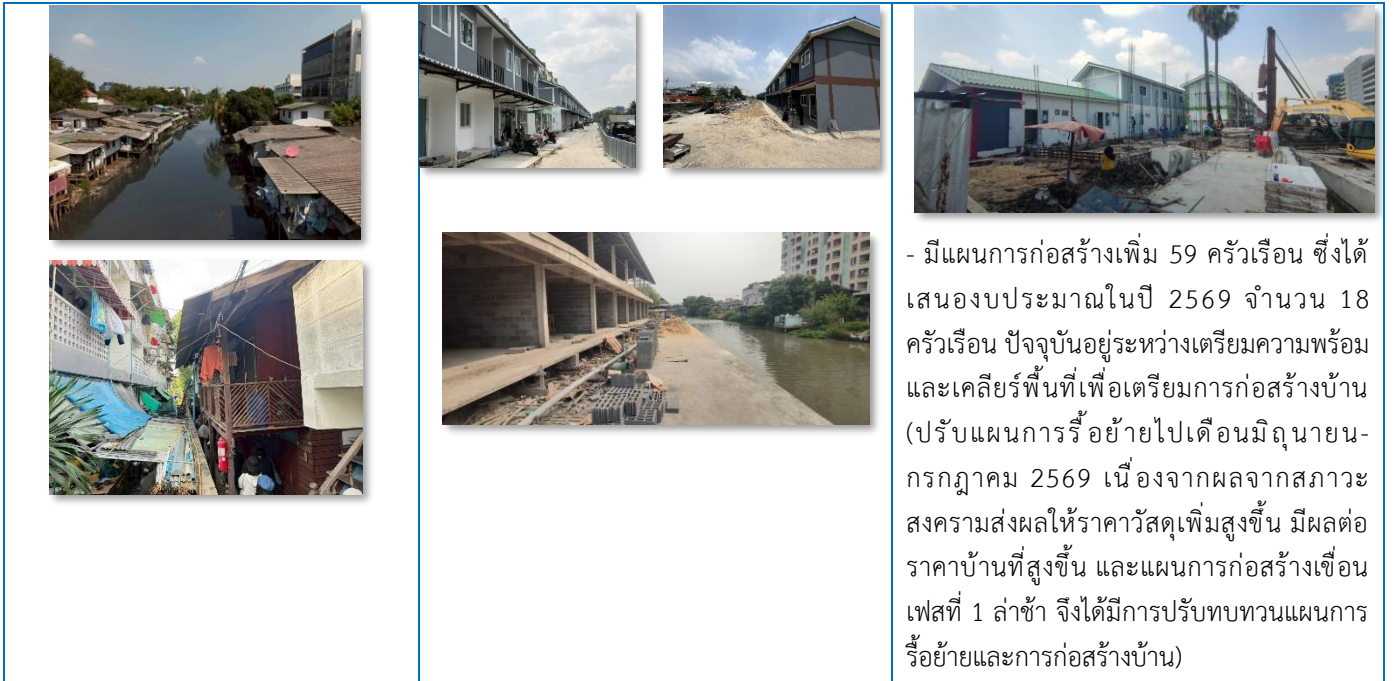 - มีแผนการก่อสร้างเพิ่ม 59 ครัวเรือน ซึ่งได้
เสนองบประมาณในปี 2569 จำนวน 18
ครัวเรือน ปัจจุบันอยู่ระหว่างเตรียมความพร้อม
และเคลียร์พื้นที่เพื่อเตรียมการก่อสร้างบ้าน
(ปรับแผนการรื้อย้ายไปเดือนมิถุนายน-
กรกฎาคม 2569 เนื่องจากผลจากสภาวะ
สงครามส่งผลให้ราคาวัสดุเพิ่มสูงขึ้น มีผลต่อ
ราคาบ้านที่สูงขึ้น และแผนการก่อสร้างเขื่อน
เฟสที่ 1 ล่าช้า จึงได้มีการปรับทบทวนแผนการ
รื้อย้ายและการก่อสร้างบ้าน)